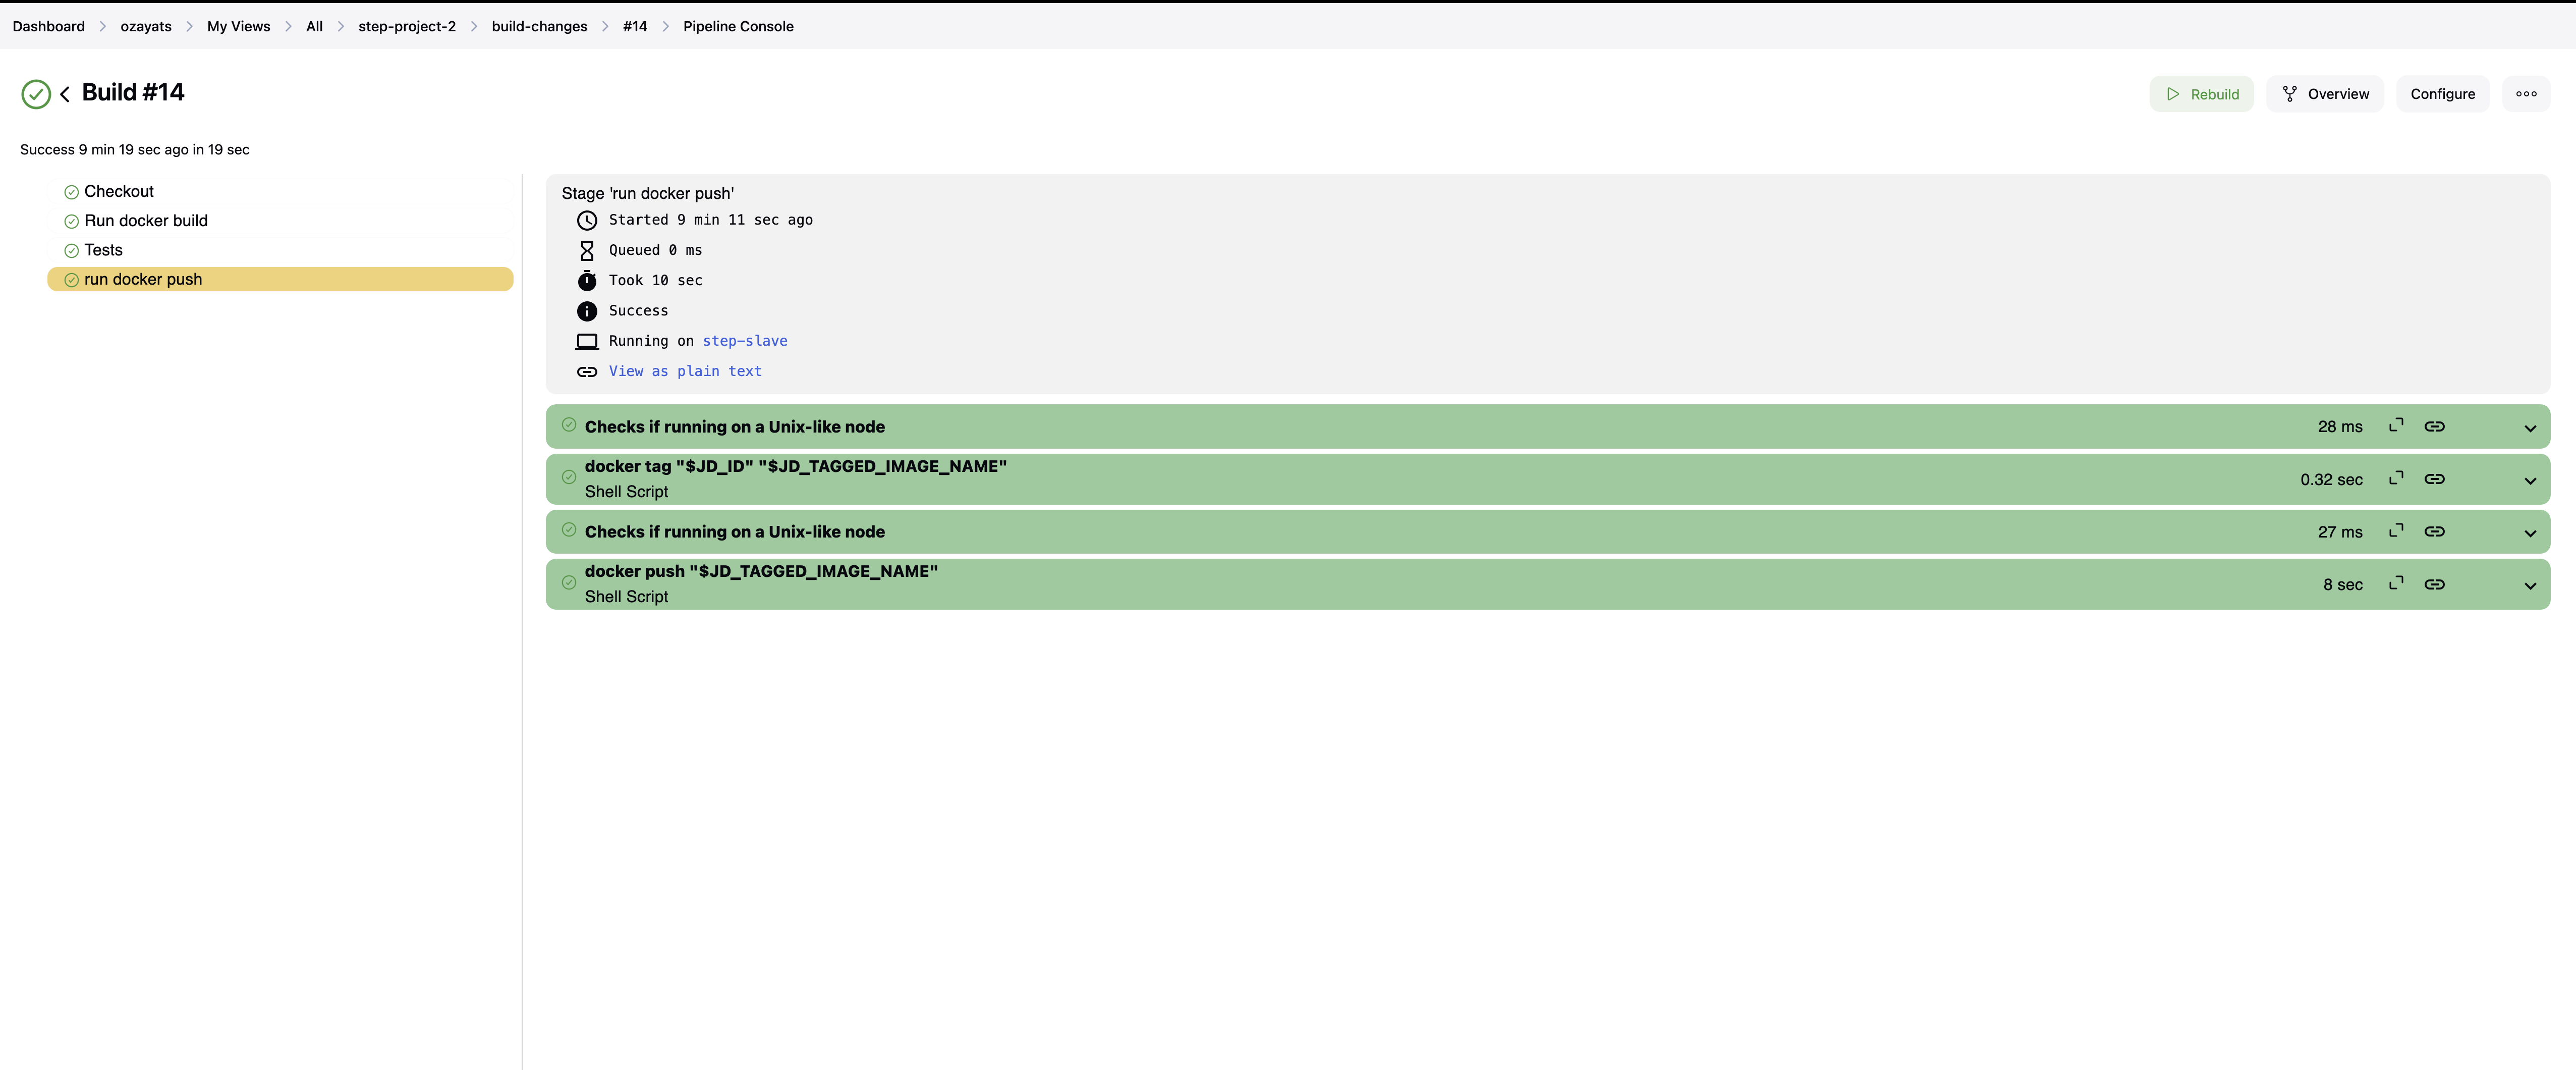 Dashboard > ozayats > My Views > All > step-project-2 > build-changes > #14 > Pipeline Console
Build #14
Rebuild
Overview
Configure
Success 9 min 19 sec ago in 19 sec
Checkout
Run docker build
Tests
run docker push
Stage 'run docker push'
Started 9 min 11 sec ago
Queued 0 ms
Took 10 sec
Success
Running on step-slave
View as plain text
Checks if running on a Unix-like node 28 ms
docker tag "$JD_ID" "$JD_TAGGED_IMAGE_NAME"
Shell Script 0.32 sec
Checks if running on a Unix-like node 27 ms
docker push "$JD_TAGGED_IMAGE_NAME"
Shell Script 8 sec